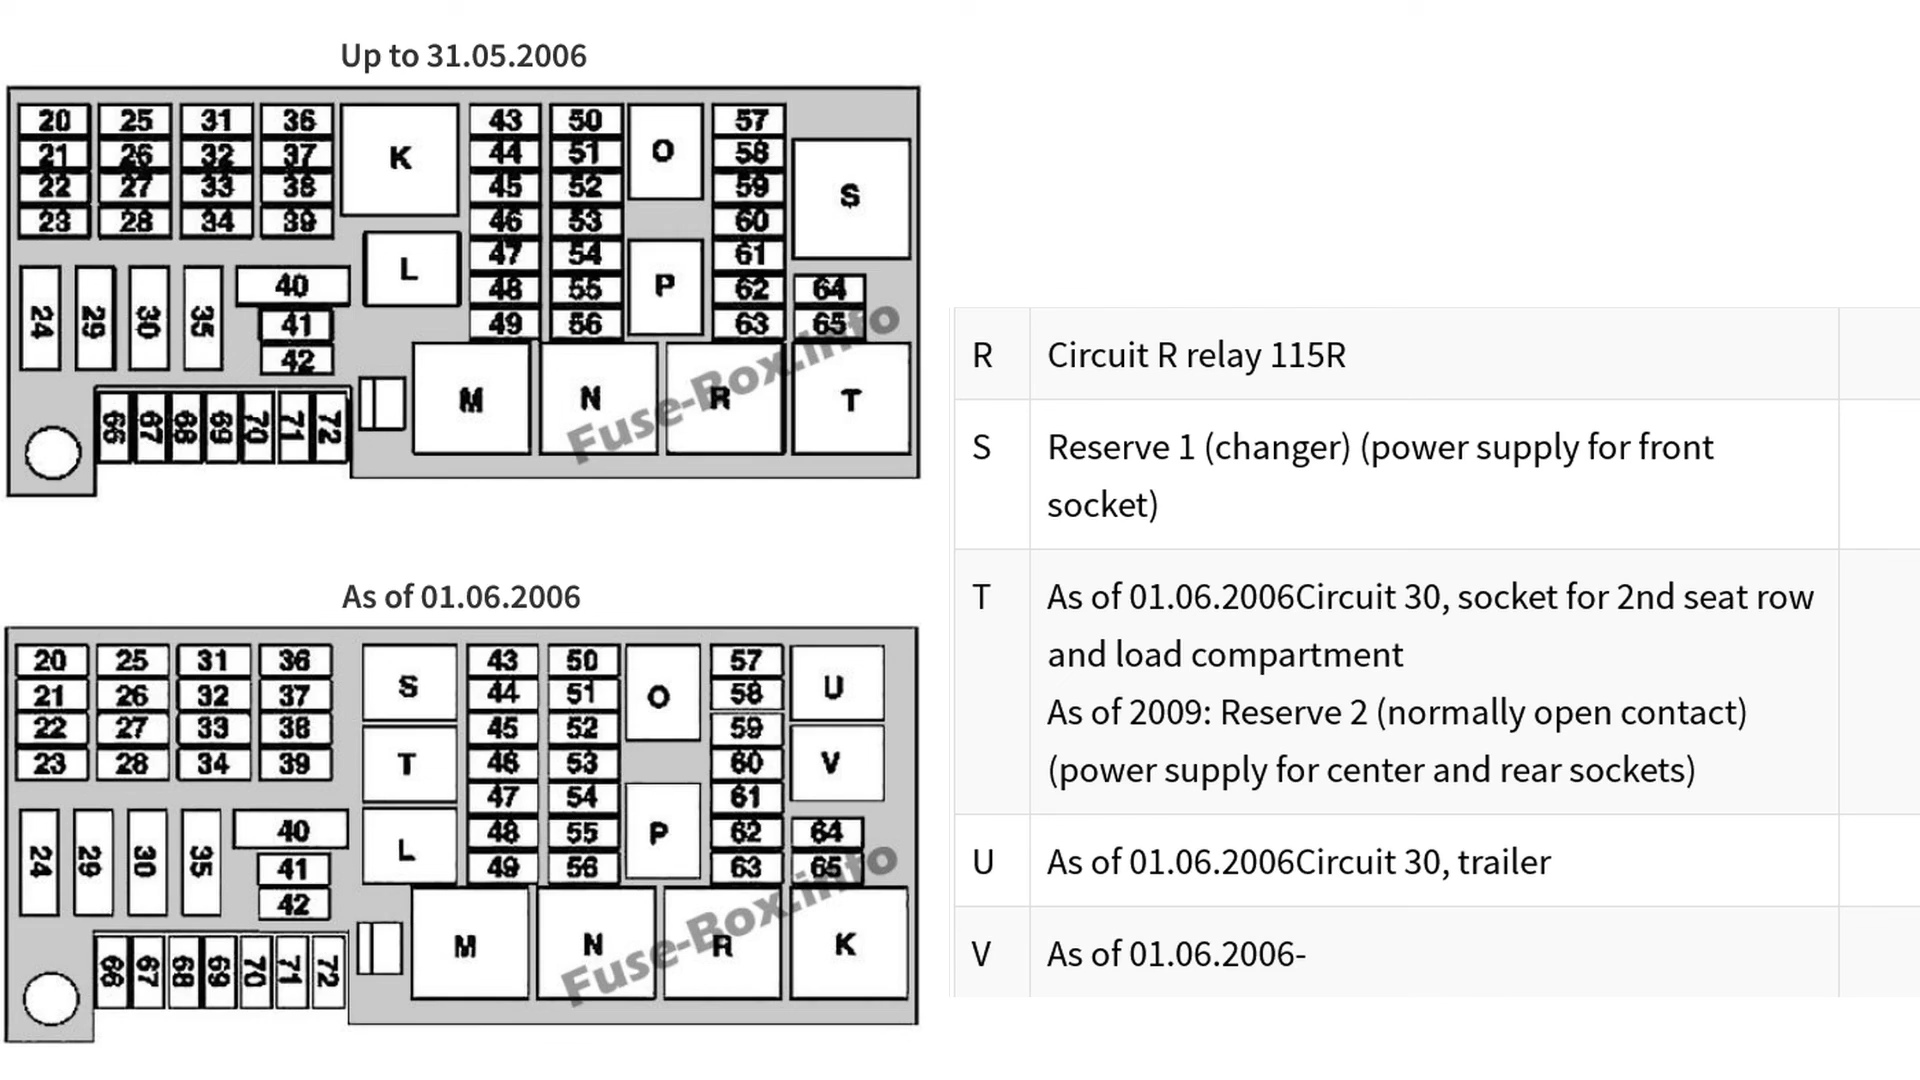 Up to 31.05.2006
20 25 31 36 K 43 50 O 57
21 26 32 37 44 51 58 S
22 27 33 38 45 52 59
23 28 34 39 46 53 60
L 47 54 P 61
24 29 30 35 40 48 55 62 64
41 49 56 63 65
42
M N R T
66 67 68 69 70 71 72
Fuse-Box.info
As of 01.06.2006
20 25 31 36 S 43 50 O 57 U
21 26 32 37 44 51 58
22 27 33 38 45 52 59
23 28 34 39 T 46 53 60 V
47 54 61
24 29 30 35 40 L 48 55 P 62 64
41 49 56 63 65
42
M N R K
66 67 68 69 70 71 72
Fuse-Box.info
R Circuit R relay 115R
S Reserve 1 (changer) (power supply for front
socket)
T As of 01.06.2006Circuit 30, socket for 2nd seat row
and load compartment
As of 2009: Reserve 2 (normally open contact)
(power supply for center and rear sockets)
U As of 01.06.2006Circuit 30, trailer
V As of 01.06.2006-